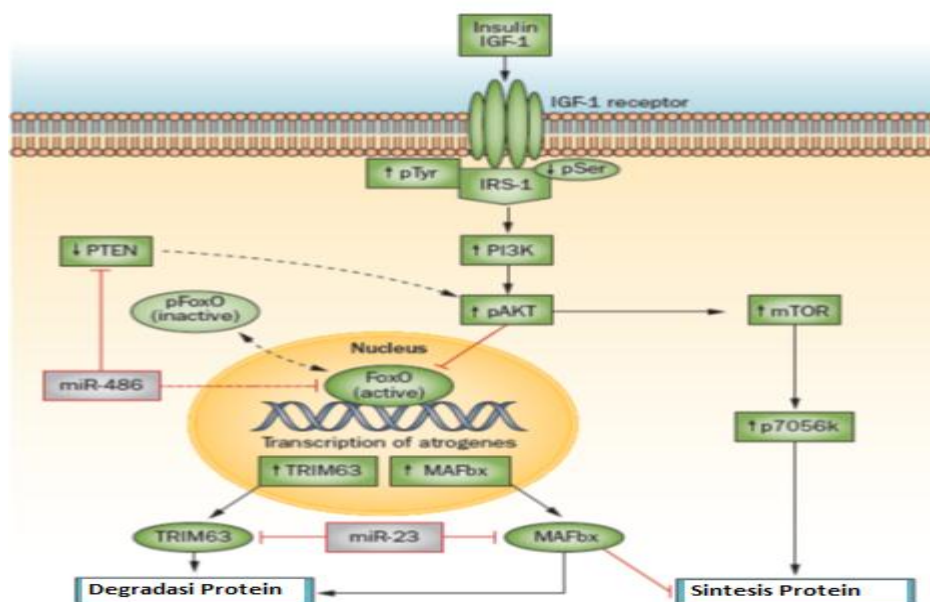 Insulin
IGF-1
IGF-1 receptor
↑ pTyr
IRS-1
↓ pSer
↓ PTEN
↑ PI3K
pFoxO
(inactive)
↑ pAKT
↑ mTOR
Nucleus
miR-486
FoxO
(active)
Transcription of atrogenes
↑ p7056k
↑ TRIM63
↑ MAFbx
TRIM63
miR-23
MAFbx
Degradasi Protein
Sintesis Protein